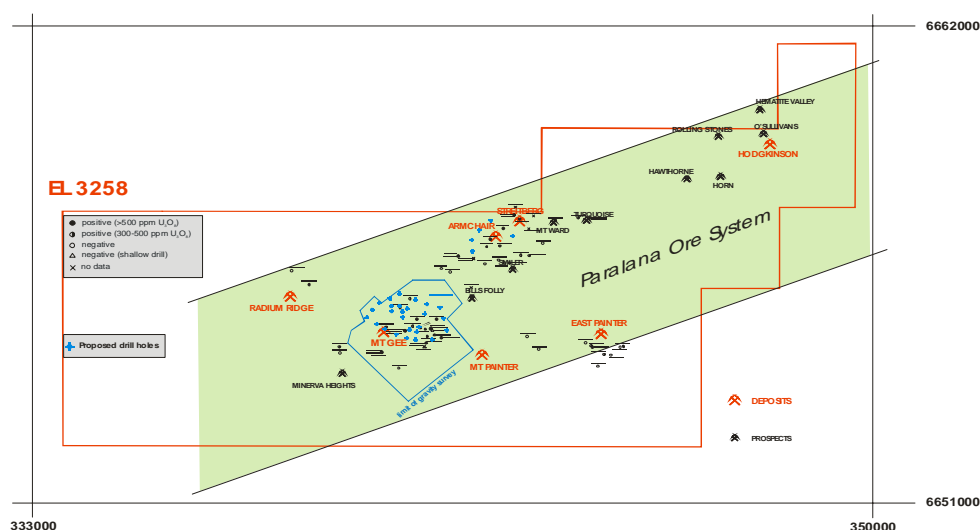 6662000
HEMATITE VALLEY
ROLLING STONES
O'SULLIVANS
HODGKINSON
HAWTHORNE
HORN
EL 3258
positive (>500 ppm U3O8)
positive (300-500 ppm U3O8)
negative
negative (shallow drill)
no data
STREITBERG
ARMCHAIR
TURQUOISE
MT WARD
Paralana Ore System
SMILER
BILLS FOLLY
RADIUM RIDGE
EAST PAINTER
Proposed drill holes
MT GEE
MT PAINTER
MINERVA HEIGHTS
limit of gravity survey
DEPOSITS
PROSPECTS
6651000
333000
350000